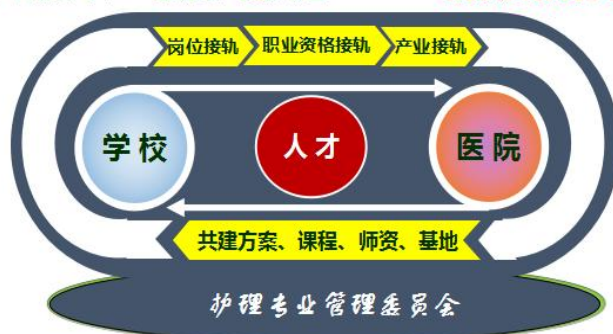 岗位接轨 职业资格接轨 产业接轨
学校 人才 医院
共建方案、课程、师资、基地
护理专业管理委员会